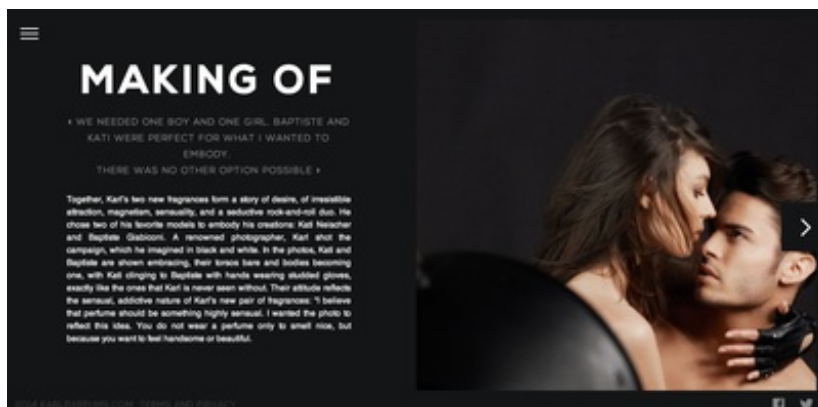 MAKING OF
‹ WE NEEDED ONE BOY AND ONE GIRL. BAPTISTE AND
KATI WERE PERFECT FOR WHAT I WANTED TO
EMBODY.
THERE WAS NO OTHER OPTION POSSIBLE ›
Together, Karl's two new fragrances form a story of desire, of irresistible
attraction, magnetism, sensuality, and a seductive rock-and-roll duo. He
chose two of his favorite models to embody his creations: Kati Nescher
and Baptiste Giabiconi. A renowned photographer, Karl shot the
campaign, which he imagined in black and white. In the photos, Kati and
Baptiste are shown embracing, their torsos bare and bodies becoming
one, with Kati clinging to Baptiste with hands wearing studded gloves,
exactly like the ones that Karl is never seen without. Their attitude reflects
the sensual, addictive nature of Karl's new pair of fragrances: "I believe
that perfume should be something highly sensual. I wanted the photo to
reflect this idea. You do not wear a perfume only to smell nice, but
because you want to feel handsome or beautiful.
2014 KARLPARFUMS.COM TERMS AND PRIVACY